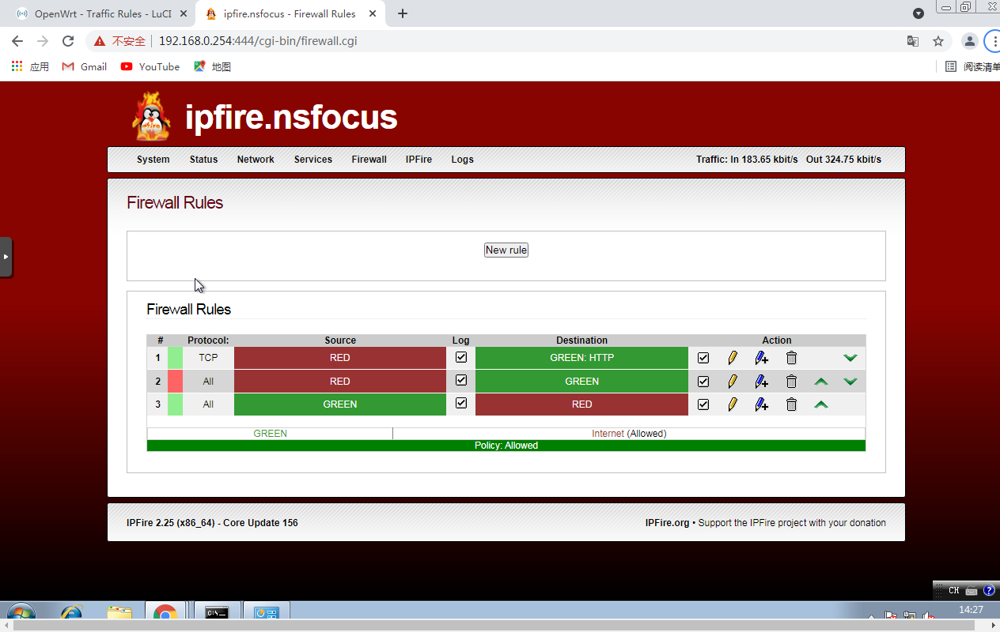 OpenWrt - Traffic Rules - LuCI
ipfire.nsfocus - Firewall Rules
不安全 192.168.0.254:444/cgi-bin/firewall.cgi
应用 Gmail YouTube 地图 阅读清单
ipfire.nsfocus
System Status Network Services Firewall IPFire Logs Traffic: In 183.65 kbit/s Out 324.75 kbit/s
Firewall Rules
New rule
Firewall Rules
# Protocol: Source Log Destination Action
1 TCP RED GREEN: HTTP
2 All RED GREEN
3 All GREEN RED
GREEN Internet (Allowed)
Policy: Allowed
IPFire 2.25 (x86_64) - Core Update 156 IPFire.org • Support the IPFire project with your donation
CH
14:27